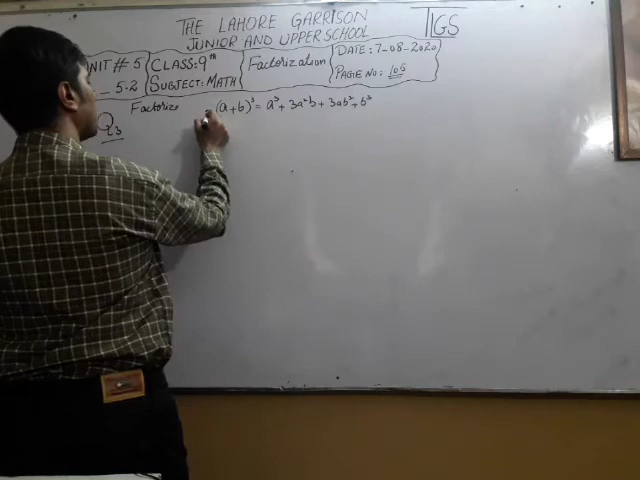 THE LAHORE GARRISON
JUNIOR AND UPPER SCHOOL
TIGS
UNIT # 5
5.2
CLASS: 9th
SUBJECT: MATH
Factorization
DATE: 7-08-2020
PAGE NO: 106
Factorize
Q3
(a+b)³ = a³ + 3a²b + 3ab² + b³